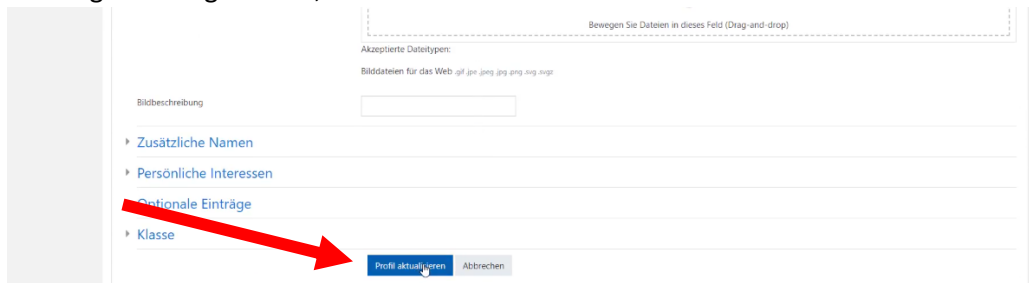 Bewegen Sie Dateien in dieses Feld (Drag-and-drop)
Akzeptierte Dateitypen:
Bilddateien für das Web .gif .jpe .jpeg .jpg .png .svg .svgz
Bildbeschreibung
Zusätzliche Namen
Persönliche Interessen
Optionale Einträge
Klasse
Profil aktualisieren Abbrechen